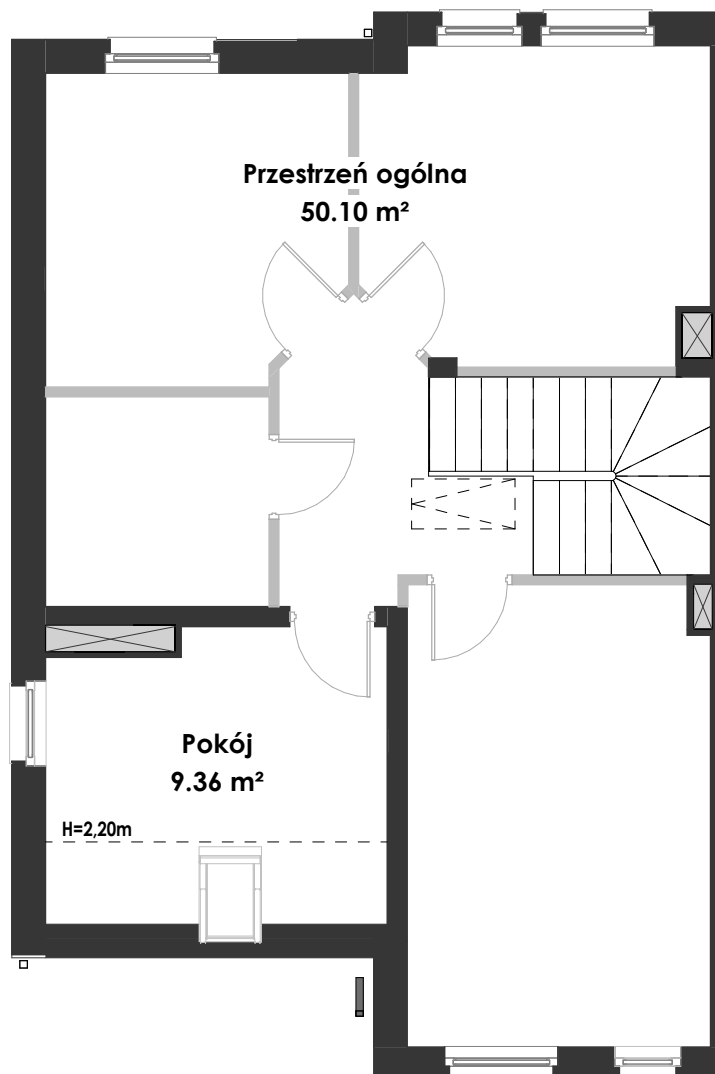 Przestrzeń ogólna
50.10 m²
Pokój
9.36 m²
H=2,20m